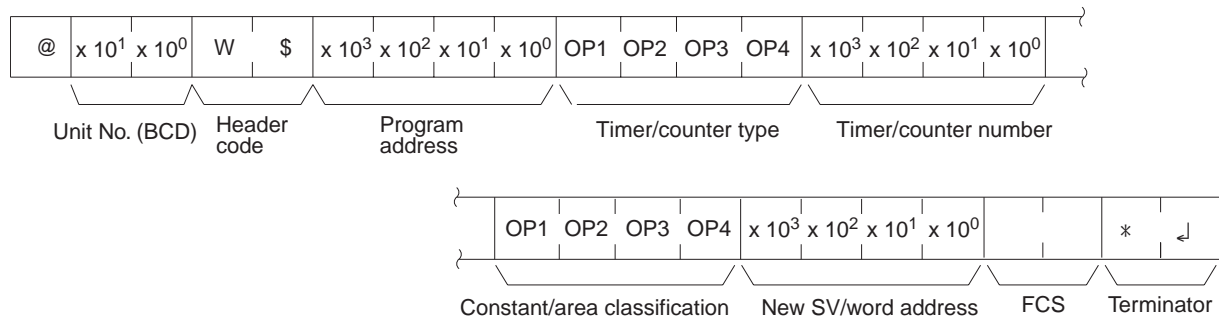 @ x 10¹ x 10⁰ W $ x 10³ x 10² x 10¹ x 10⁰ OP1 OP2 OP3 OP4 x 10³ x 10² x 10¹ x 10⁰
Unit No. (BCD) Header code Program address Timer/counter type Timer/counter number
OP1 OP2 OP3 OP4 x 10³ x 10² x 10¹ x 10⁰ * ↲
Constant/area classification New SV/word address FCS Terminator